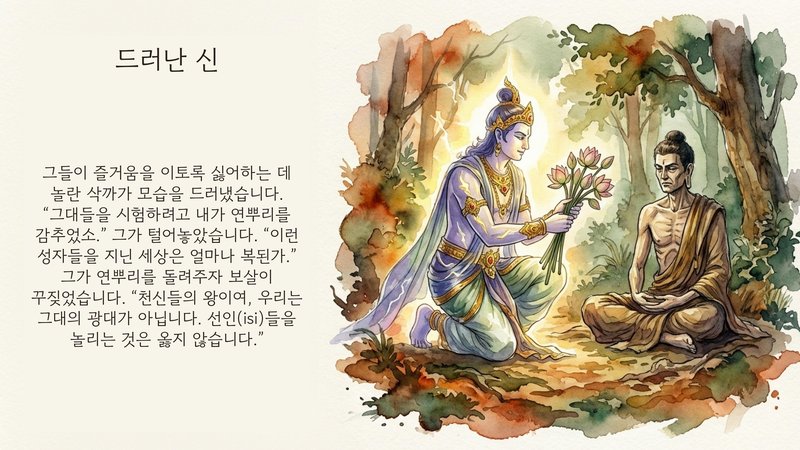 드러난 신
그들이 즐거움을 이토록 싫어하는 데
놀란 삭까가 모습을 드러냈습니다.
“그대들을 시험하려고 내가 연뿌리를
감추었소.” 그가 털어놓았습니다. “이런
성자들을 지닌 세상은 얼마나 복된가.”
그가 연뿌리를 돌려주자 보살이
꾸짖었습니다. “천신들의 왕이여, 우리는
그대의 광대가 아닙니다. 선인(isi)들을
놀리는 것은 옳지 않습니다.”